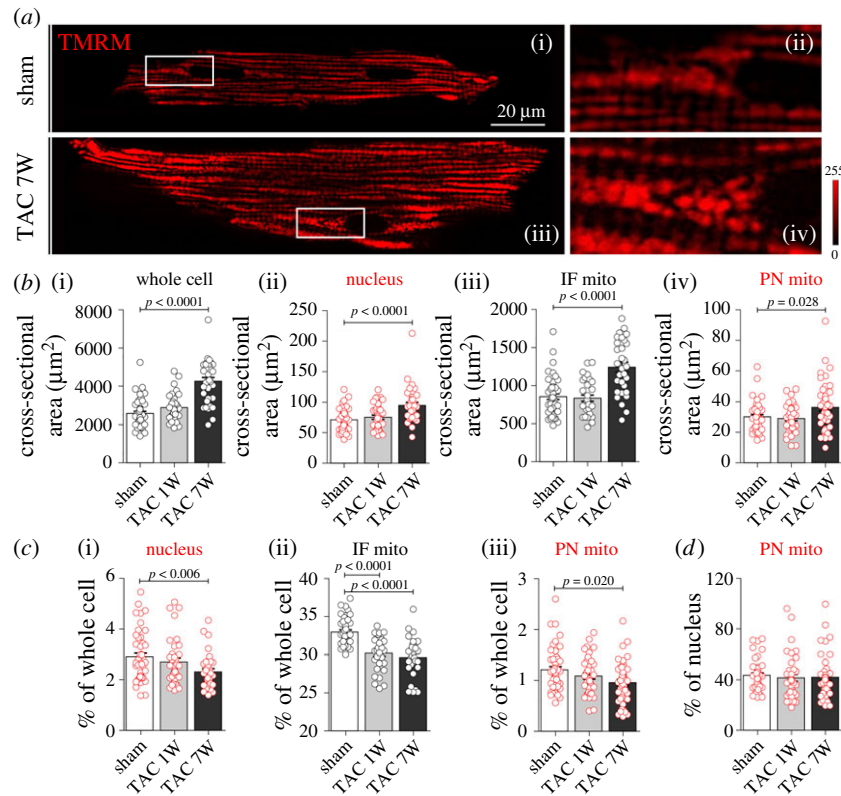 (a)
TMRM
(i)
(ii)
sham
20 µm
TAC 7W
(iii)
(iv)
255
0
(b)
(i)
whole cell
(ii)
nucleus
(iii)
IF mito
(iv)
PN mito
cross-sectional
area (µm²)
8000
6000
4000
2000
0
p < 0.0001
sham
TAC 1W
TAC 7W
cross-sectional
area (µm²)
250
200
150
100
50
0
p < 0.0001
sham
TAC 1W
TAC 7W
cross-sectional
area (µm²)
2000
1500
1000
500
0
p < 0.0001
sham
TAC 1W
TAC 7W
cross-sectional
area (µm²)
100
80
60
40
20
0
p = 0.028
sham
TAC 1W
TAC 7W
(c)
(i)
nucleus
(ii)
IF mito
(iii)
PN mito
(d)
PN mito
% of whole cell
6
4
2
0
p < 0.006
sham
TAC 1W
TAC 7W
% of whole cell
40
35
30
25
20
p < 0.0001
p < 0.0001
sham
TAC 1W
TAC 7W
% of whole cell
3
2
1
0
p = 0.020
sham
TAC 1W
TAC 7W
% of nucleus
120
80
40
0
sham
TAC 1W
TAC 7W